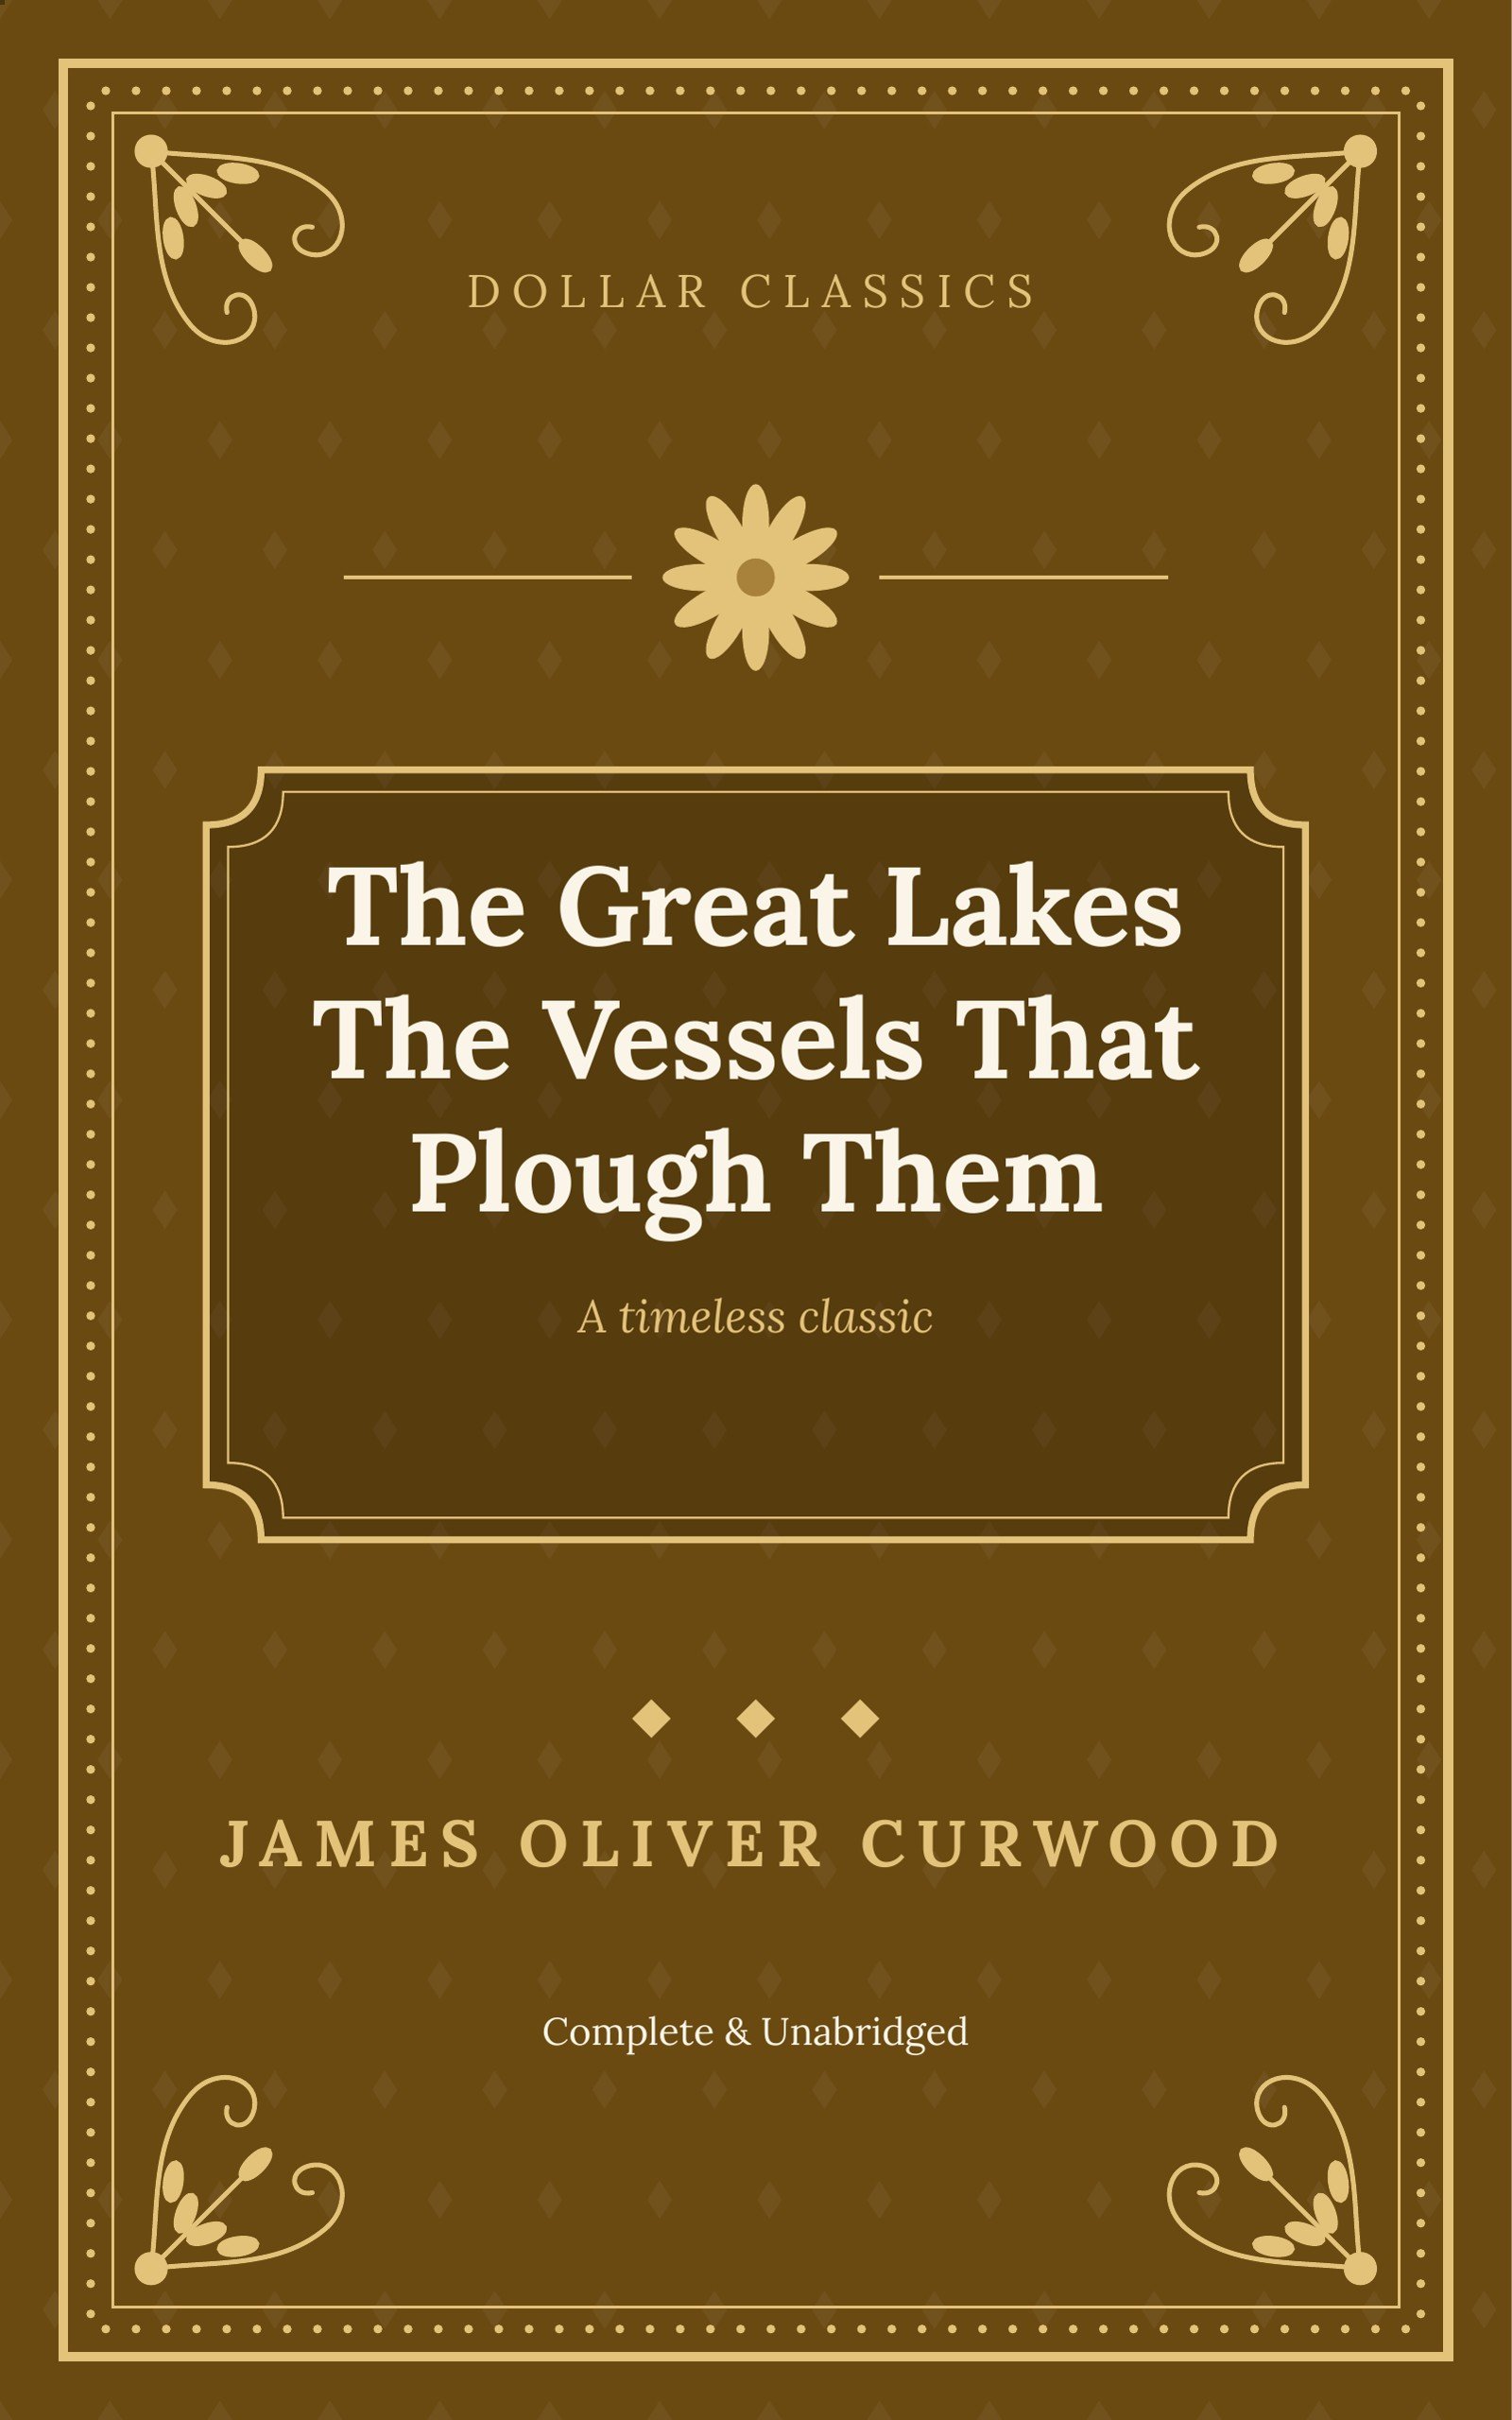 DOLLAR CLASSICS
The Great Lakes
The Vessels That
Plough Them
A timeless classic
JAMES OLIVER CURWOOD
Complete & Unabridged